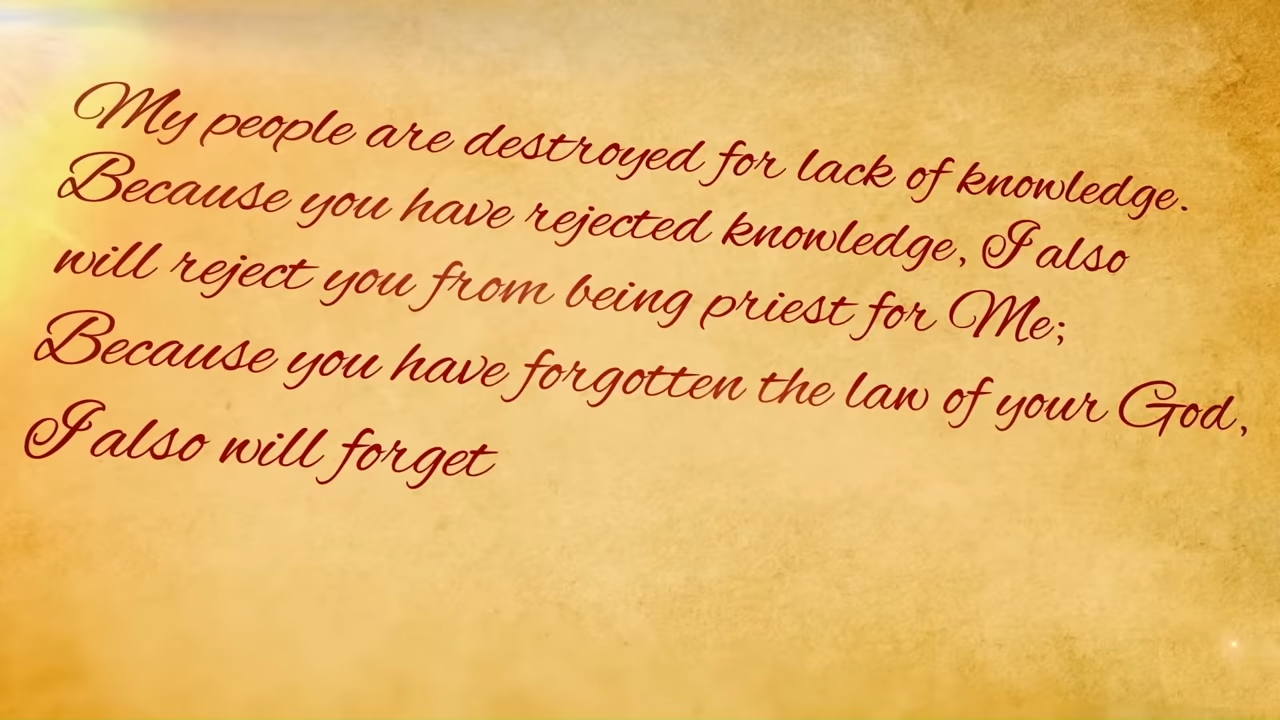 My people are destroyed for lack of knowledge.
Because you have rejected knowledge, I also
will reject you from being priest for Me;
Because you have forgotten the law of your God,
I also will forget